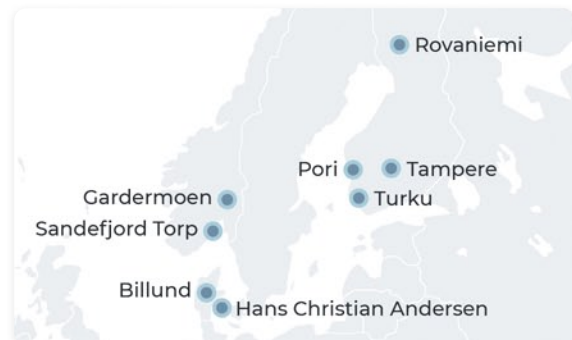 Rovaniemi
Pori
Tampere
Gardermoen
Turku
Sandefjord Torp
Billund
Hans Christian Andersen